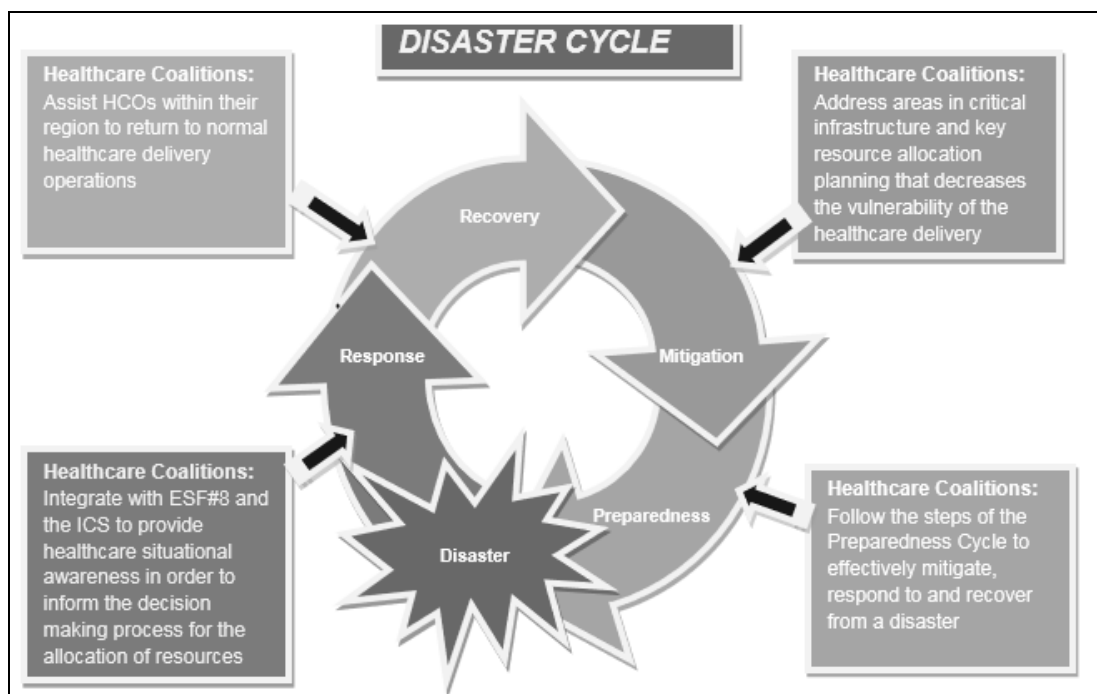 DISASTER CYCLE
Healthcare Coalitions:
Assist HCOs within their
region to return to normal
healthcare delivery
operations
Healthcare Coalitions:
Address areas in critical
infrastructure and key
resource allocation
planning that decreases
the vulnerability of the
healthcare delivery
Recovery
Response
Mitigation
Healthcare Coalitions:
Integrate with ESF#8 and
the ICS to provide
healthcare situational
awareness in order to
inform the decision
making process for the
allocation of resources
Disaster
Preparedness
Healthcare Coalitions:
Follow the steps of the
Preparedness Cycle to
effectively mitigate,
respond to and recover
from a disaster